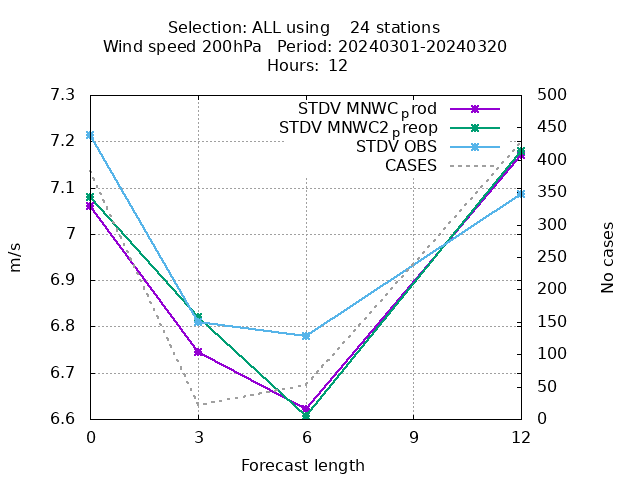 Selection: ALL using    24 stations
Wind speed 200hPa   Period: 20240301-20240320
Hours:  12
STDV MNWC_prod
STDV MNWC2_preop
STDV OBS
CASES
7.3
7.2
7.1
7
6.9
6.8
6.7
6.6
m/s
500
450
400
350
300
250
200
150
100
50
0
No cases
0 3 6 9 12
Forecast length